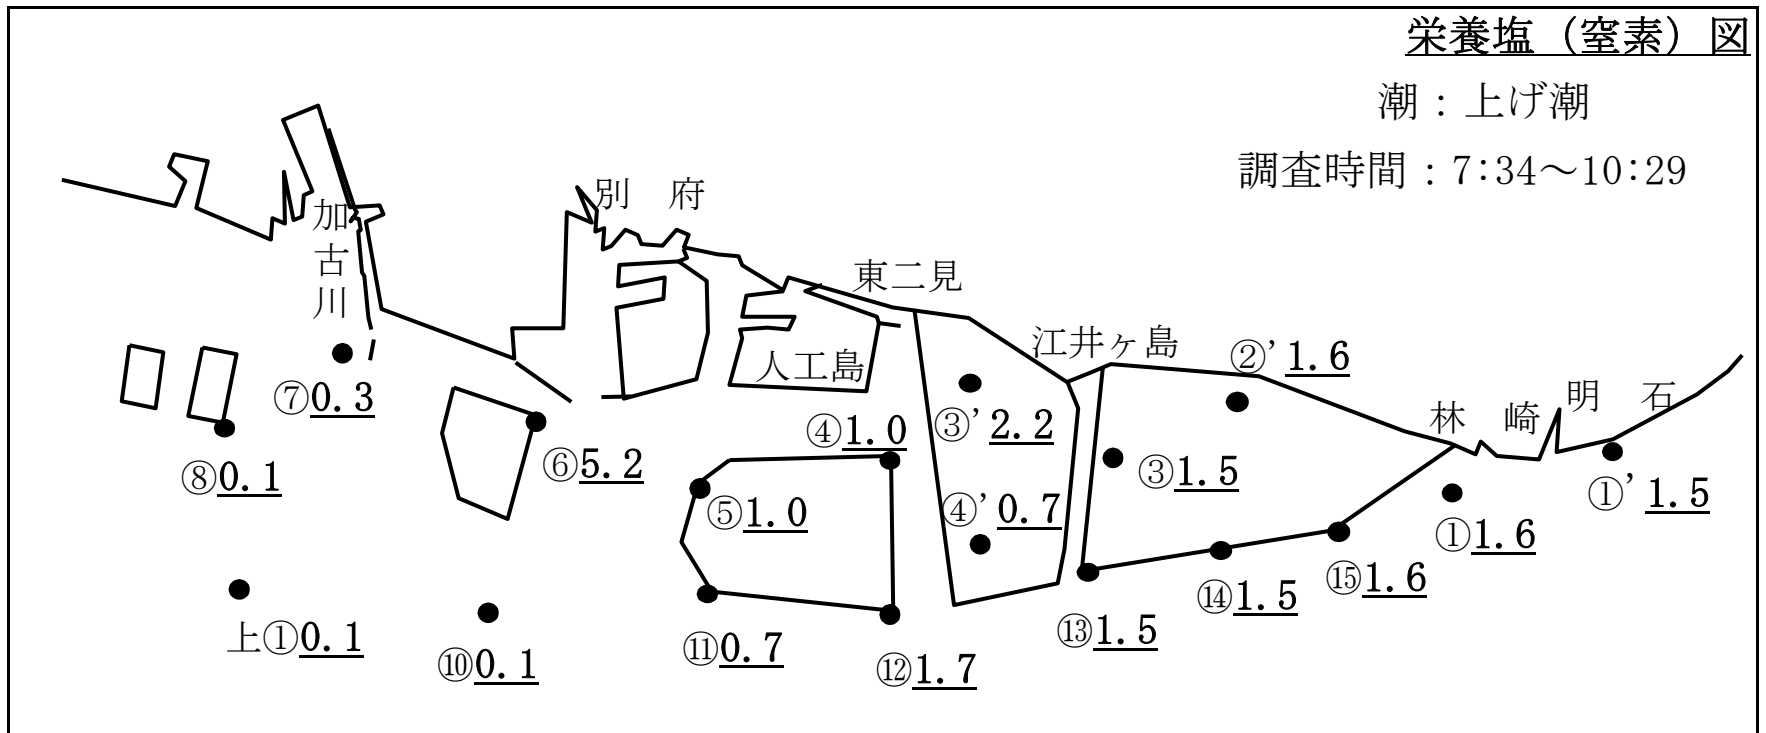 栄養塩（窒素）図
潮：上げ潮
調査時間：7:34～10:29
加古川
別 府
東二見
人工島
江井ヶ島
林 崎
明 石
②’1.6
⑦0.3
④1.0
③’2.2
⑧0.1
⑥5.2
③1.5
①’1.5
⑤1.0
④’0.7
①1.6
⑮1.6
⑭1.5
上①0.1
⑩0.1
⑪0.7
⑫1.7
⑬1.5